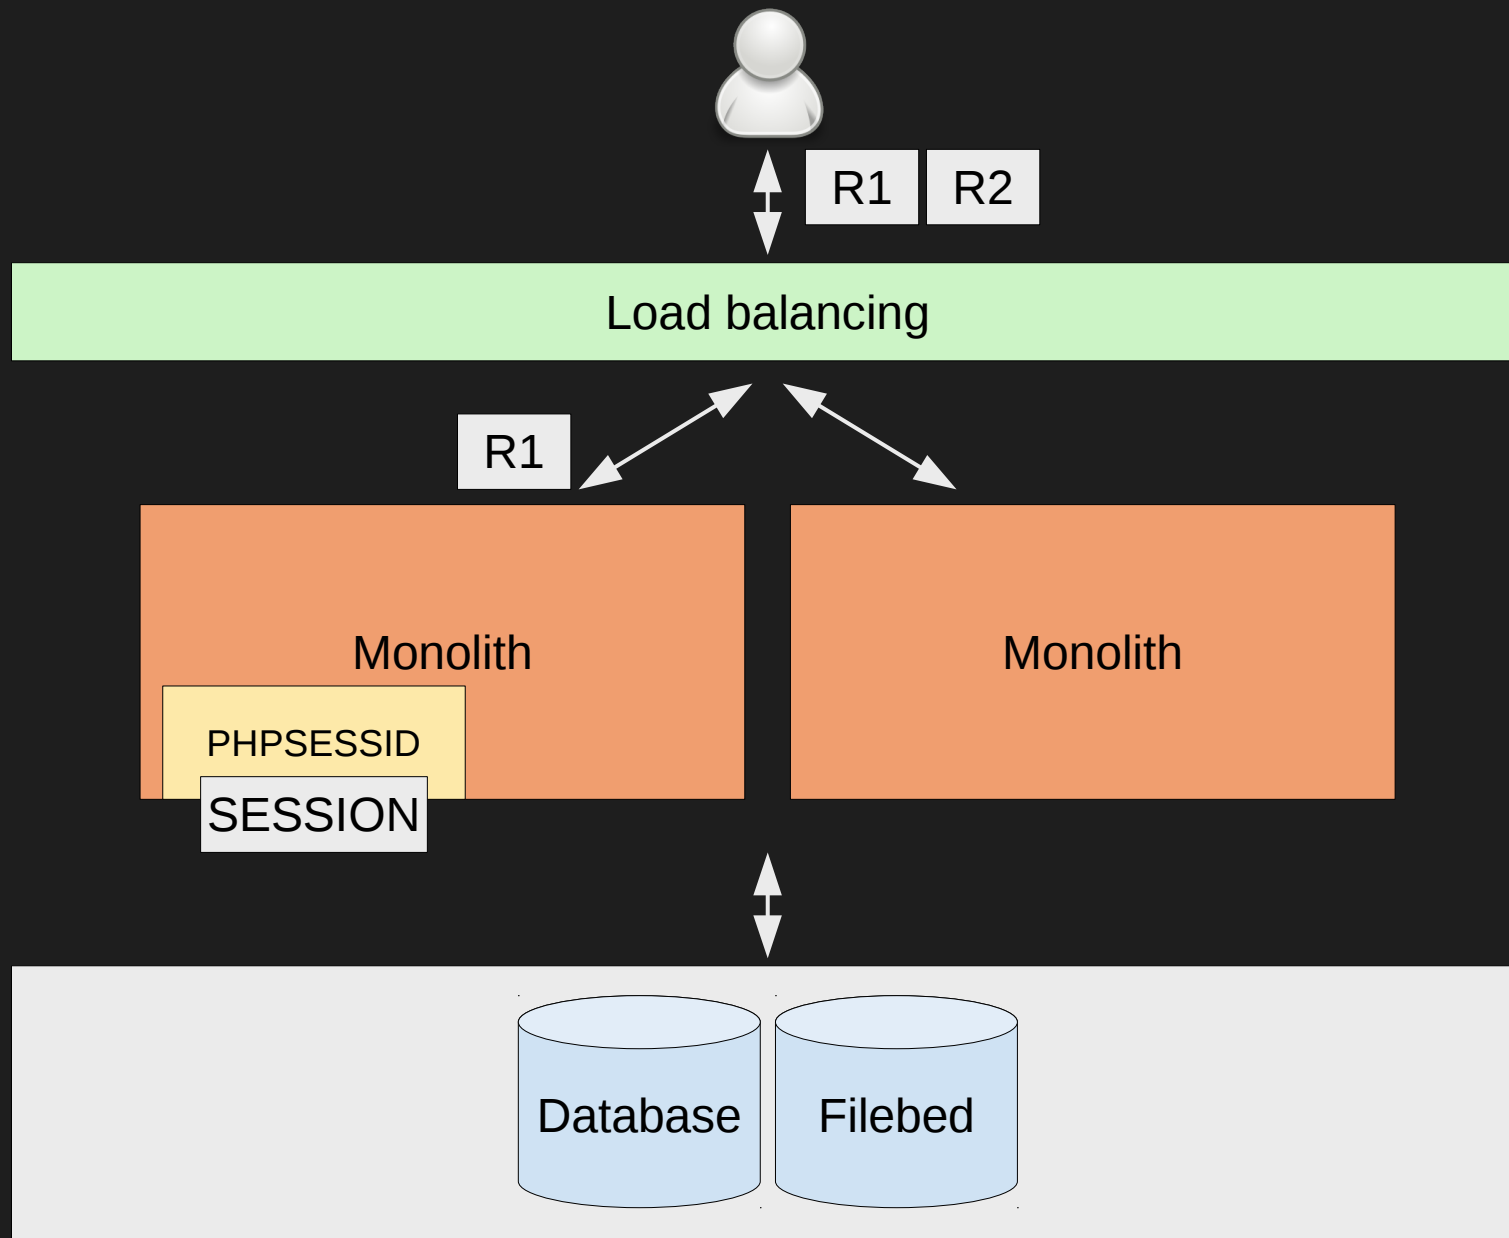 R1 R2
Load balancing
R1
Monolith
Monolith
PHPSESSID
SESSION
Database
Filebed